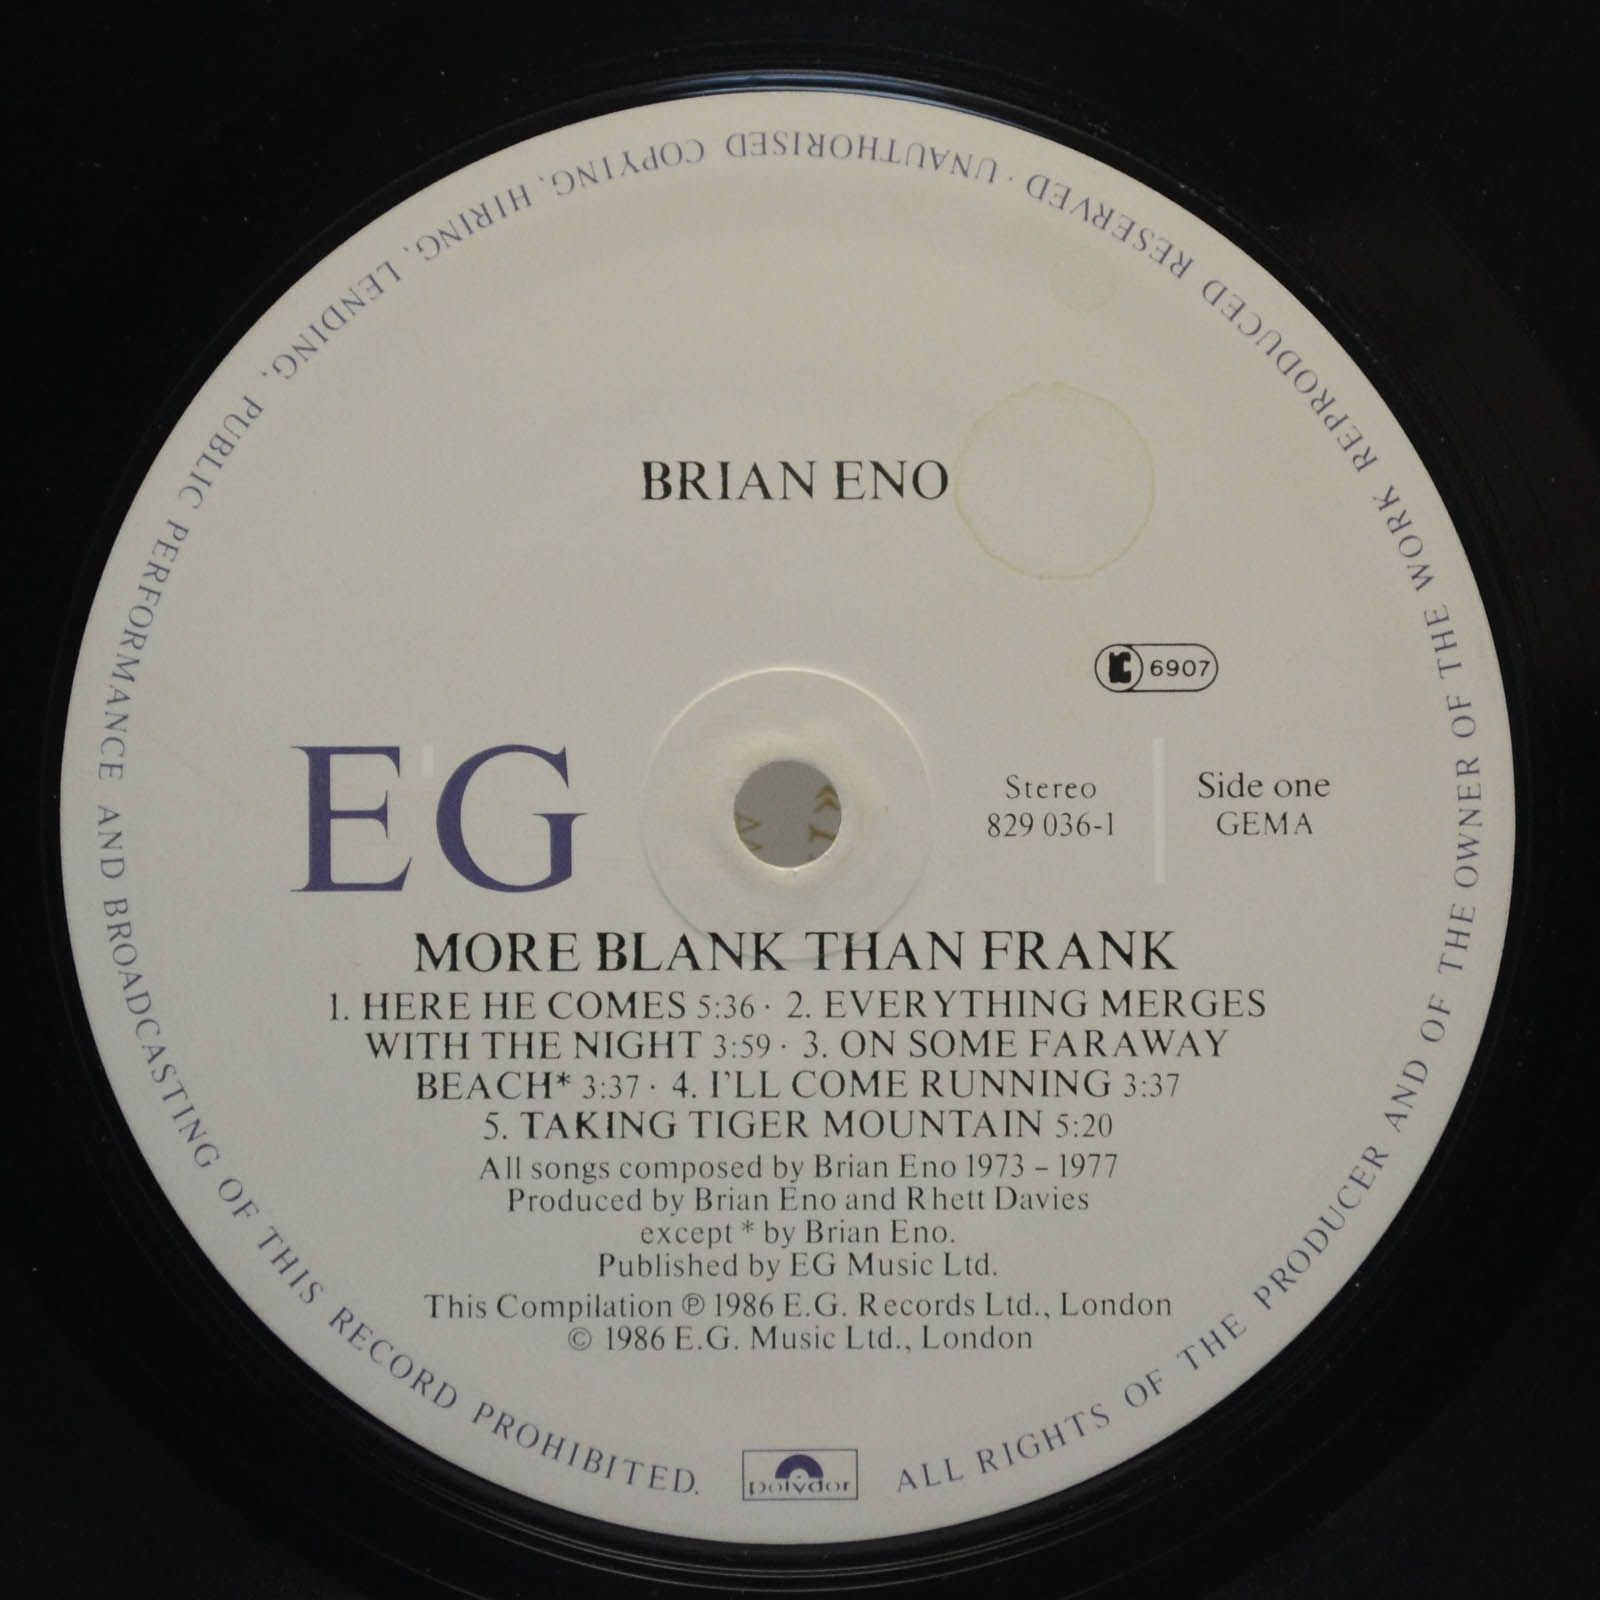 BRIAN ENO
LC 6907
EG
Stereo
829 036-1
Side one
GEMA
MORE BLANK THAN FRANK
1. HERE HE COMES 5:36 · 2. EVERYTHING MERGES
WITH THE NIGHT 3:59 · 3. ON SOME FARAWAY
BEACH* 3:37 · 4. I'LL COME RUNNING 3:37
5. TAKING TIGER MOUNTAIN 5:20
All songs composed by Brian Eno 1973 – 1977
Produced by Brian Eno and Rhett Davies
except * by Brian Eno.
Published by EG Music Ltd.
This Compilation ℗ 1986 E.G. Records Ltd., London
© 1986 E.G. Music Ltd., London
polydor
ALL RIGHTS OF THE PRODUCER AND OF THE OWNER OF THE WORK REPRODUCED RESERVED · UNAUTHORISED COPYING, HIRING, LENDING, PUBLIC PERFORMANCE AND BROADCASTING OF THIS RECORD PROHIBITED.